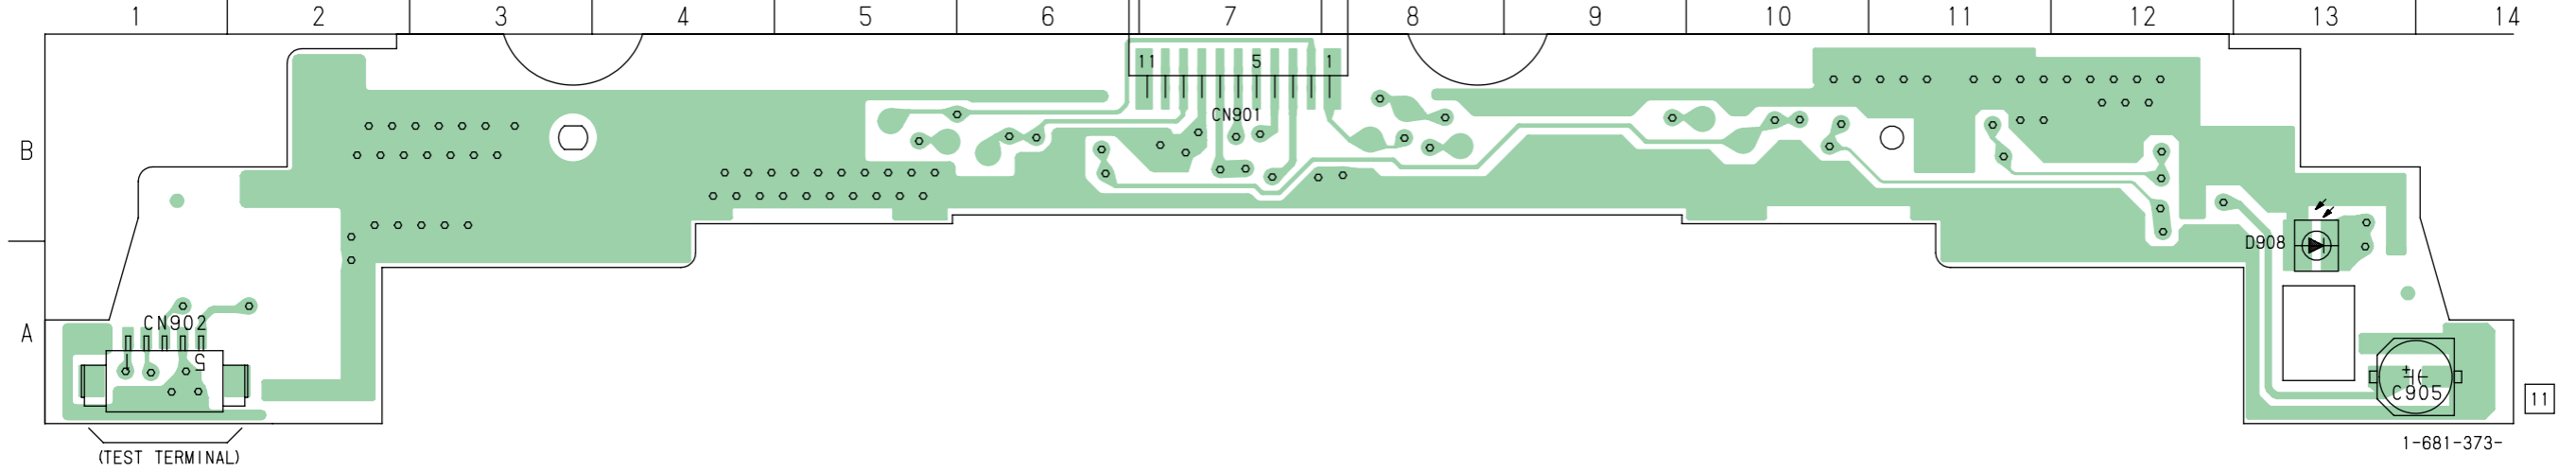 1 2 3 4 5 6 7 8 9 10 11 12 13 14
11 5 1
CN901
B
D908
A
CN902
1 5
+
C905
11
(TEST TERMINAL)
1-681-373-